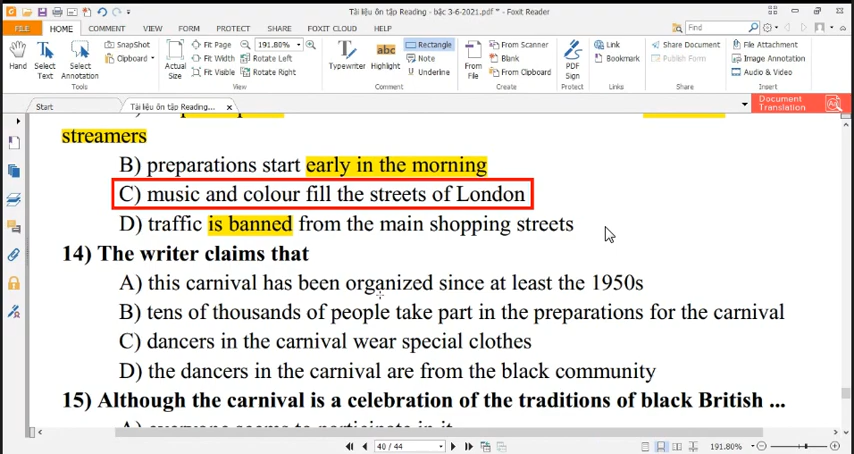 Tài liệu ôn tập Reading - bậc 3-6-2021.pdf * - Foxit Reader
FILE HOME COMMENT VIEW FORM PROTECT SHARE CONNECT FOXIT CLOUD HELP Find
SnapShot Fit Page 191.80% Rectangle From Scanner Link Share Document File Attachment
Clipboard Fit Width Rotate Left Note Blank Bookmark Publish Form Image Annotation
Fit Visible Rotate Right Underline From Clipboard Audio & Video
Hand Select Text Select Annotation Actual Size Typewriter Highlight From File PDF Sign
Tools View Comment Create Protect Links Share Insert
Start Tài liệu ôn tập Reading... Document Translation
streamers
B) preparations start early in the morning
C) music and colour fill the streets of London
D) traffic is banned from the main shopping streets
14) The writer claims that
A) this carnival has been organized since at least the 1950s
B) tens of thousands of people take part in the preparations for the carnival
C) dancers in the carnival wear special clothes
D) the dancers in the carnival are from the black community
15) Although the carnival is a celebration of the traditions of black British ...
A) everyone seems to participate in it
40 / 44 191.80%